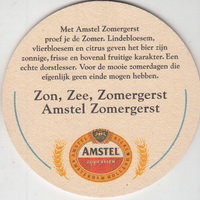 Met Amstel Zomergerst
proef je de Zomer. Lindebloesem,
vlierbloesem en citrus geven het bier zijn
zonnige, frisse en bovenal fruitige karakter. Een
echte dorstlesser. Voor de mooie zomerdagen die
eigenlijk geen einde mogen hebben.
Zon, Zee, Zomergerst
Amstel Zomergerst
AMSTEL